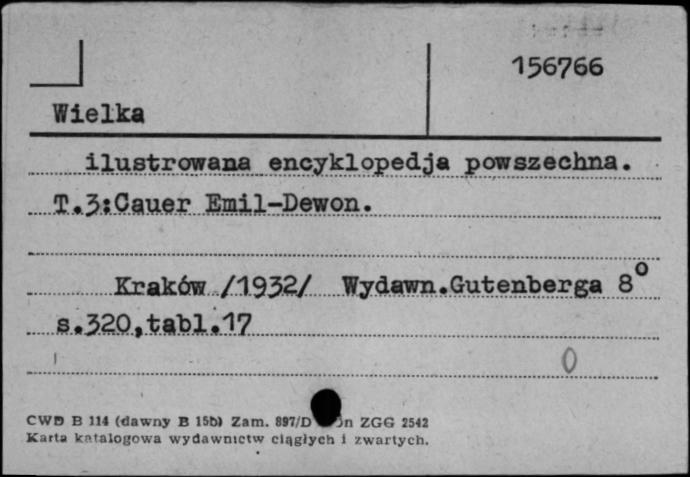 156766
Wielka
ilustrowana encyklopedja powszechna.
T.3:Cauer Emil-Dewon.
Kraków /1932/ Wydawn.Gutenberga 8°
s.320,tabl.17
0
CWD B 114 (dawny B 15b) Zam. 897/D ZGG 2542
Karta katalogowa wydawnictw ciągłych i zwartych.